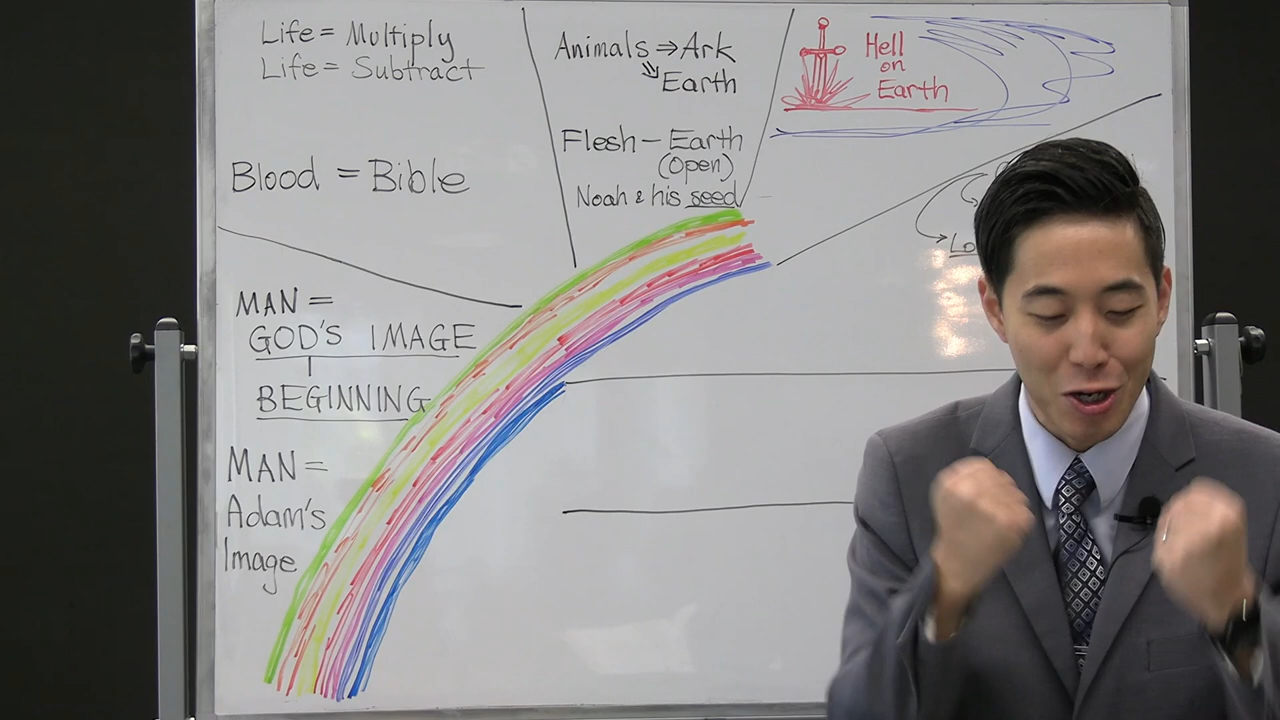 Life = Multiply
Life = Subtract
Blood = Bible
MAN =
GOD'S IMAGE
BEGINNING
MAN =
Adam's
Image
Animals ⇒ Ark
⇒ Earth
Flesh – Earth
(Open)
Noah & his seed
Hell
on
Earth